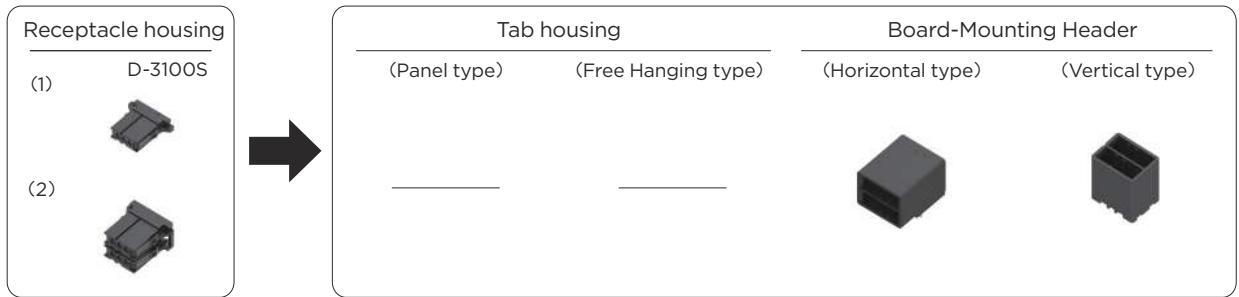 Receptacle housing
D-3100S
(1)
(2)
Tab housing
Board-Mounting Header
(Panel type)
(Free Hanging type)
(Horizontal type)
(Vertical type)